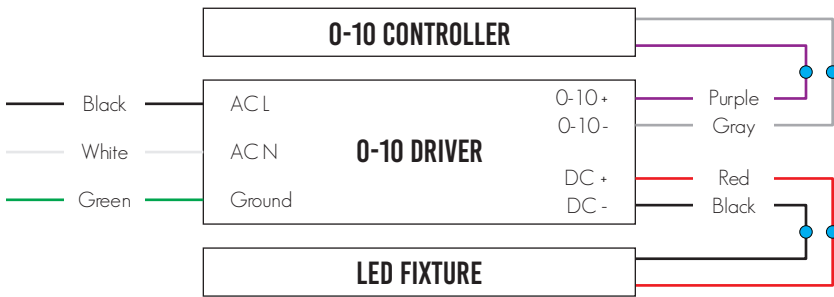 0-10 CONTROLLER
Black AC L 0-10 + Purple
0-10 - Gray
White AC N 0-10 DRIVER
DC + Red
Green Ground DC - Black
LED FIXTURE